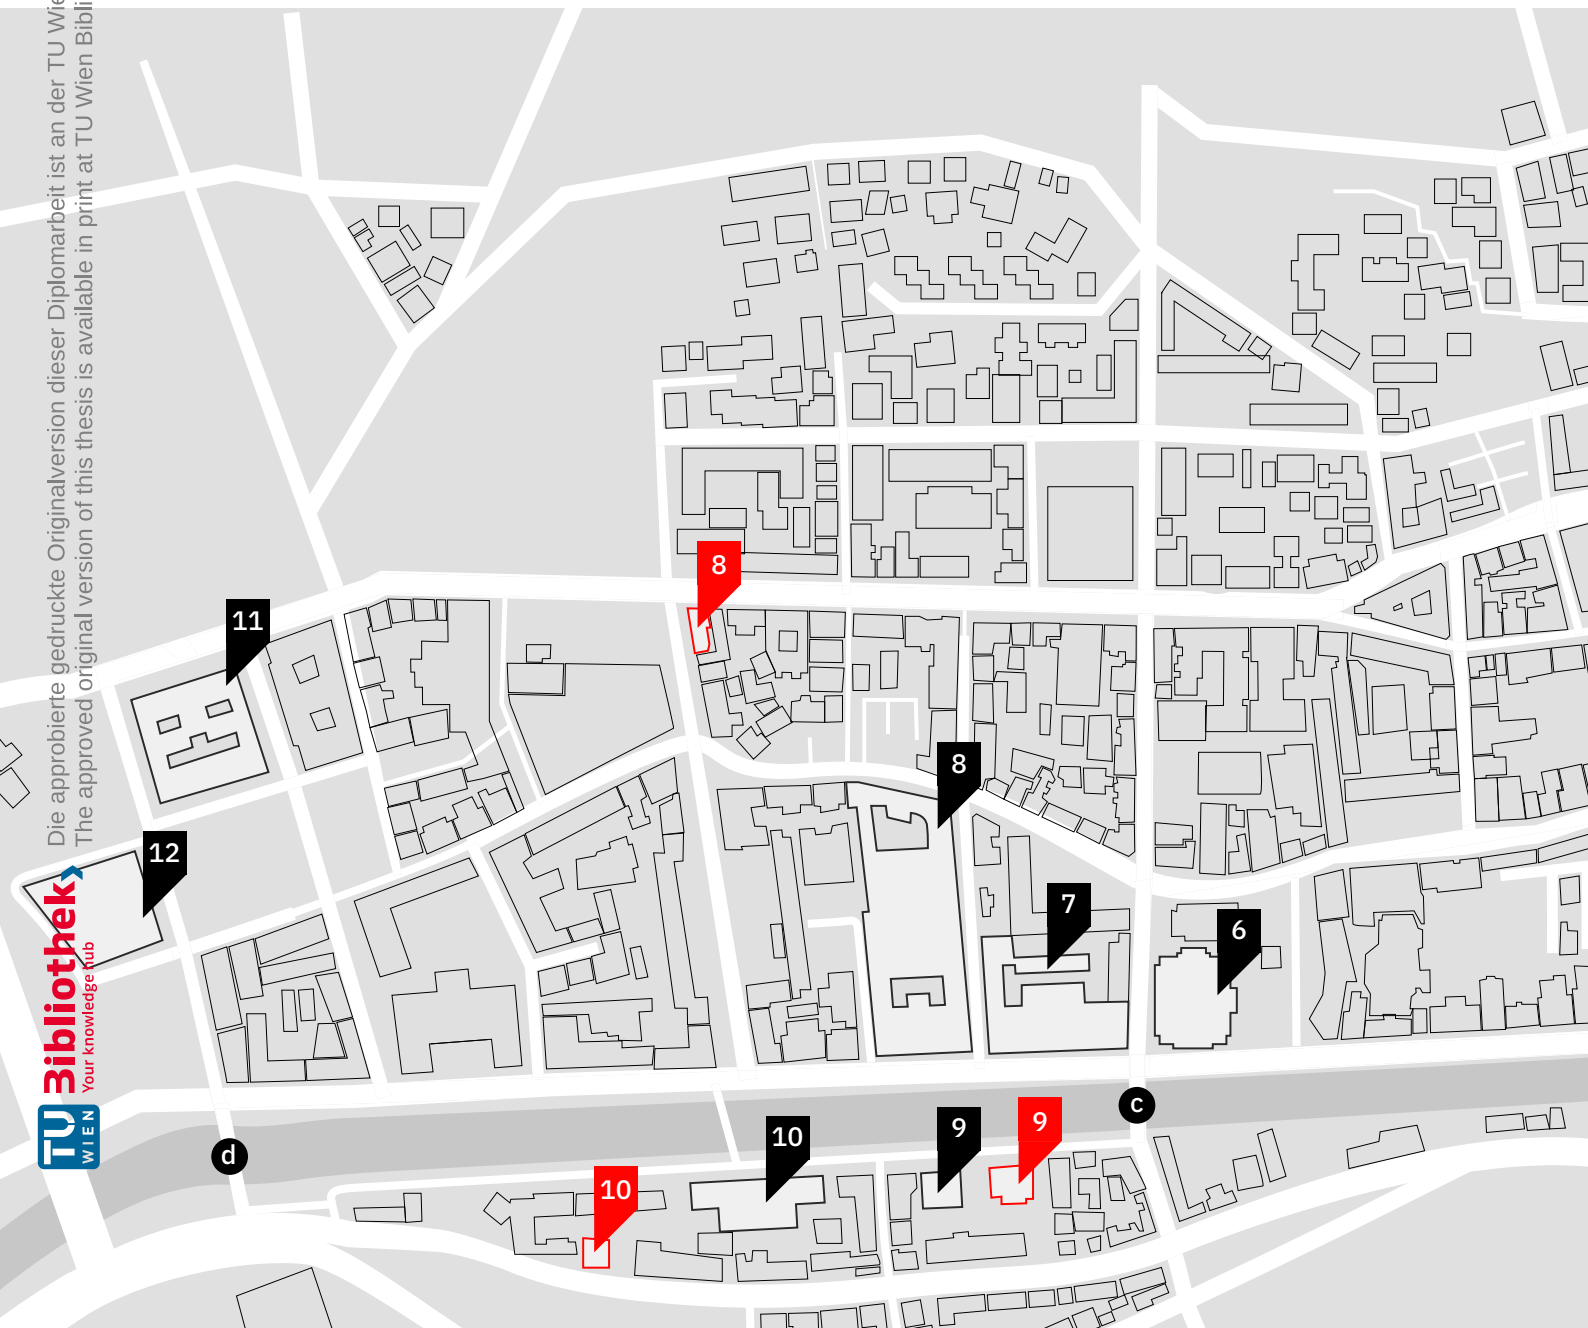 Die approbierte gedruckte Originalversion dieser Diplomarbeit ist an der TU
The approved original version of this thesis is available in print at TU Wien
TU WIEN
Bibliothek
Your knowledge hub
8
11
8
12
7
6
c
9
9
10
d
10